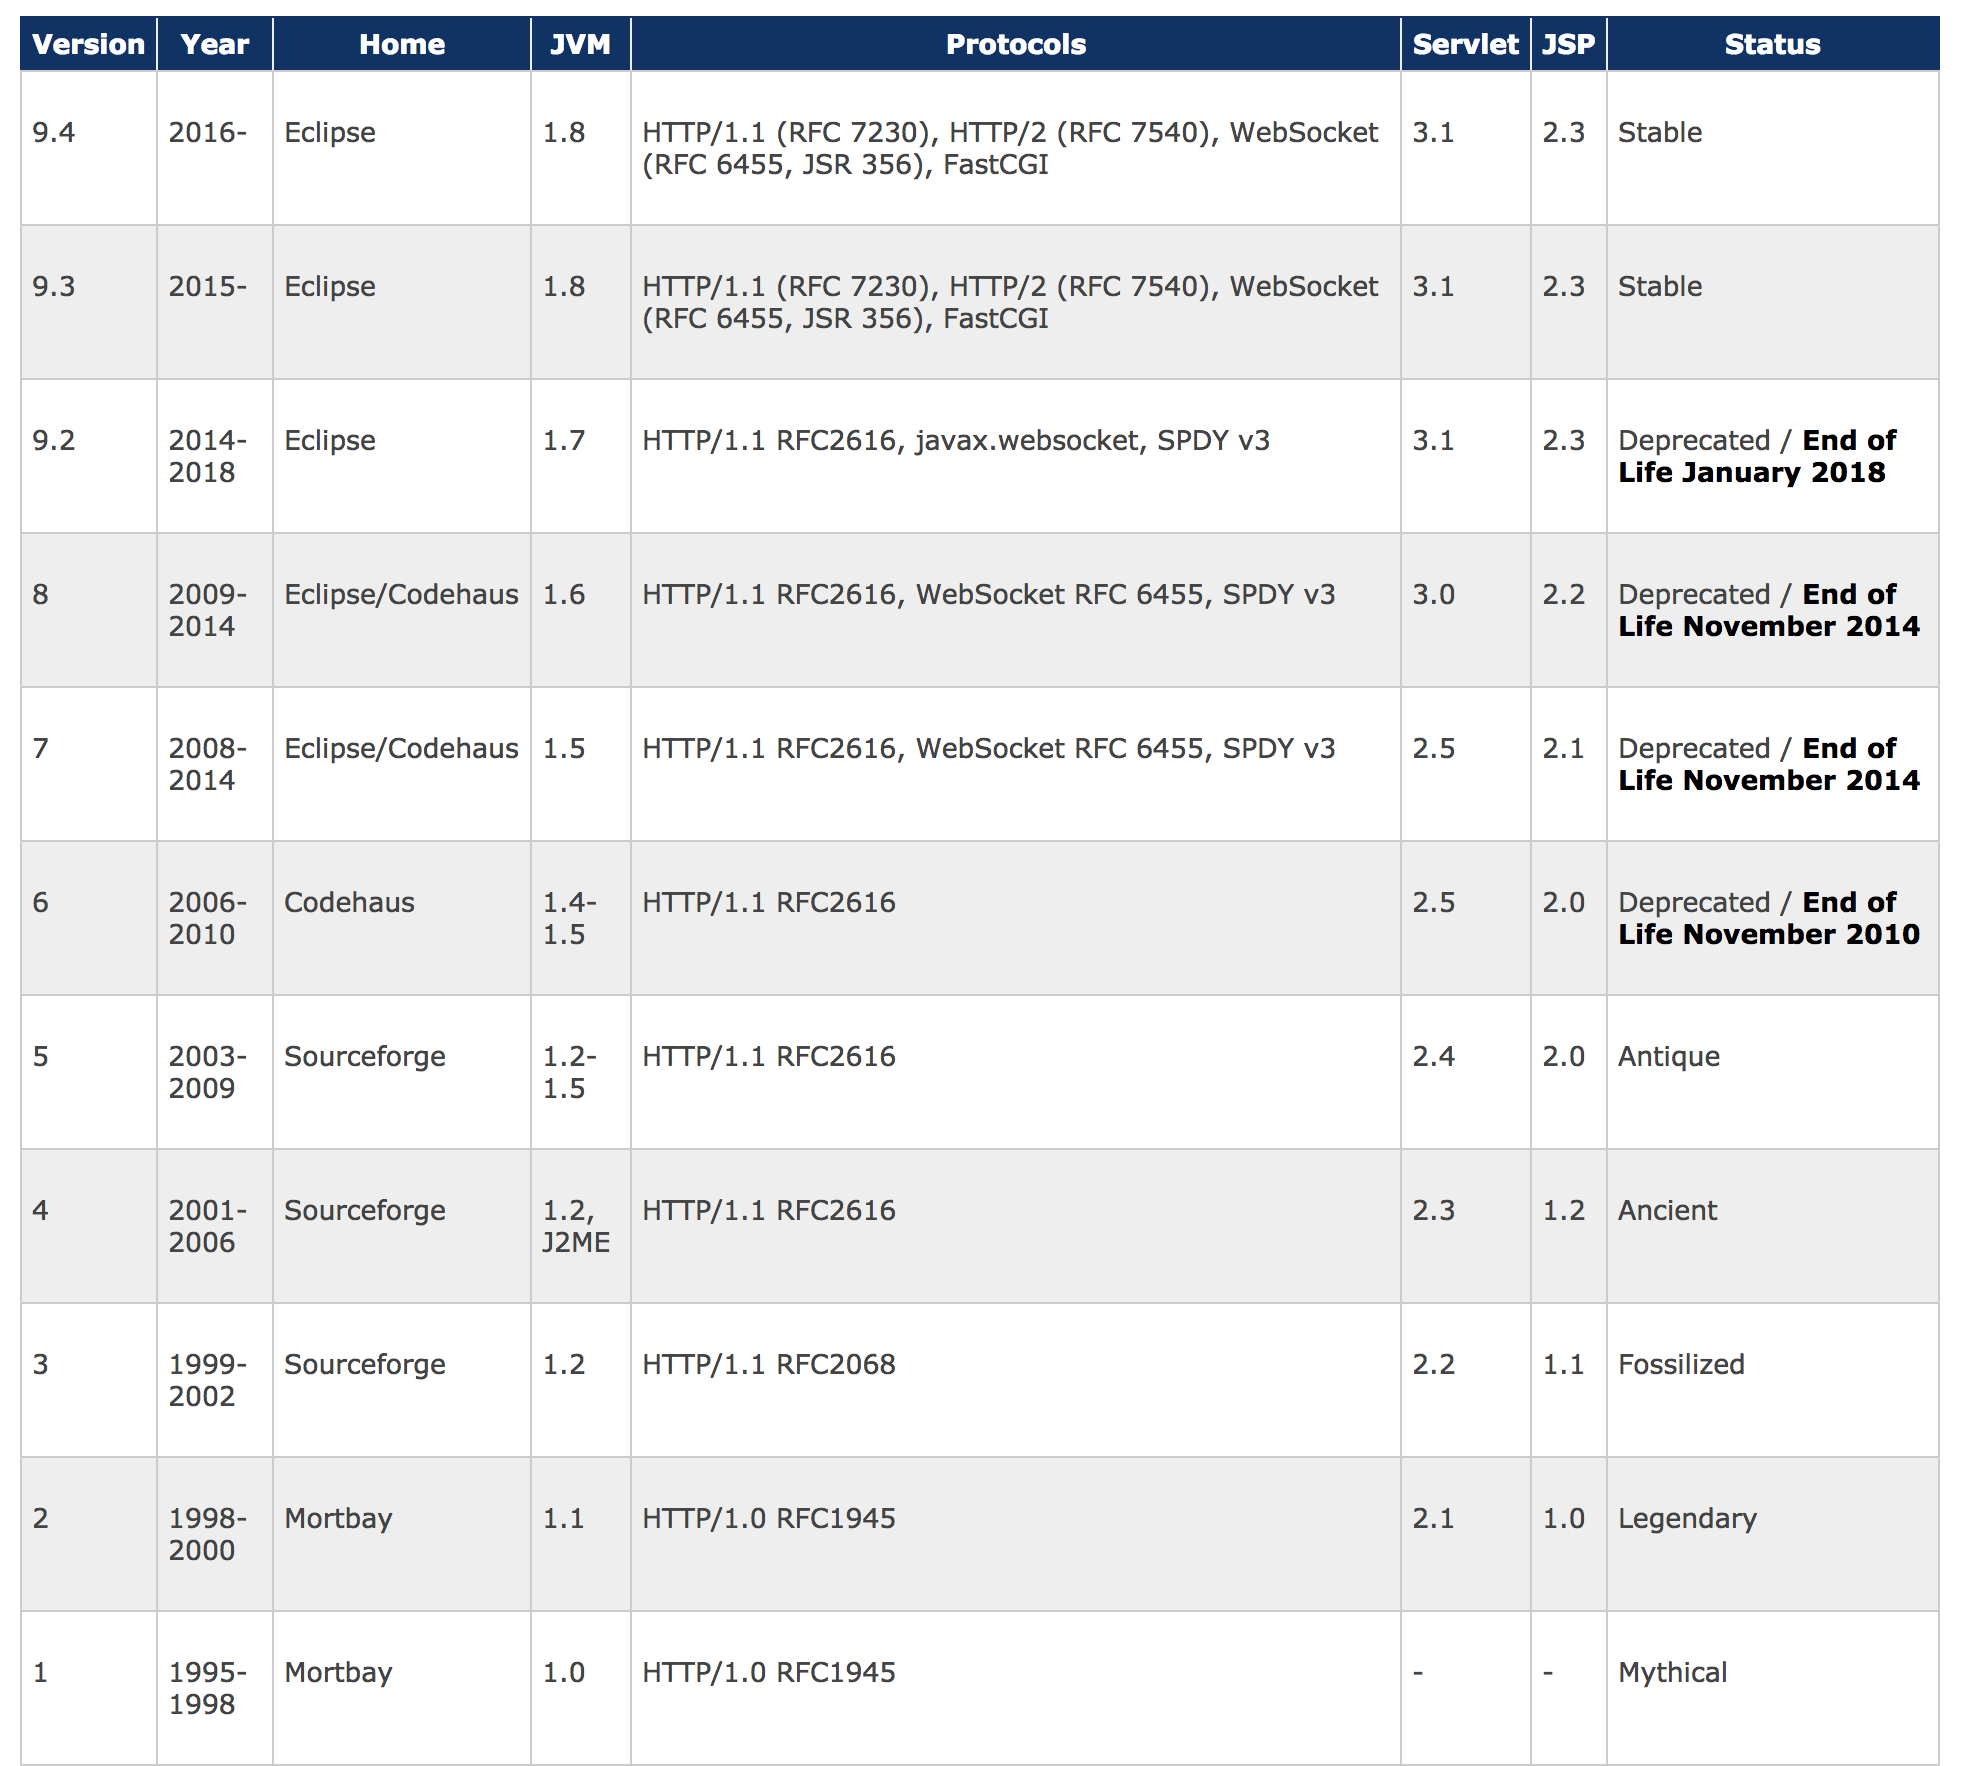 Version Year Home JVM Protocols Servlet JSP Status
9.4 2016- Eclipse 1.8 HTTP/1.1 (RFC 7230), HTTP/2 (RFC 7540), WebSocket 3.1 2.3 Stable
(RFC 6455, JSR 356), FastCGI
9.3 2015- Eclipse 1.8 HTTP/1.1 (RFC 7230), HTTP/2 (RFC 7540), WebSocket 3.1 2.3 Stable
(RFC 6455, JSR 356), FastCGI
9.2 2014- Eclipse 1.7 HTTP/1.1 RFC2616, javax.websocket, SPDY v3 3.1 2.3 Deprecated / End of
2018 Life January 2018
8 2009- Eclipse/Codehaus 1.6 HTTP/1.1 RFC2616, WebSocket RFC 6455, SPDY v3 3.0 2.2 Deprecated / End of
2014 Life November 2014
7 2008- Eclipse/Codehaus 1.5 HTTP/1.1 RFC2616, WebSocket RFC 6455, SPDY v3 2.5 2.1 Deprecated / End of
2014 Life November 2014
6 2006- Codehaus 1.4- HTTP/1.1 RFC2616 2.5 2.0 Deprecated / End of
2010 1.5 Life November 2010
5 2003- Sourceforge 1.2- HTTP/1.1 RFC2616 2.4 2.0 Antique
2009 1.5
4 2001- Sourceforge 1.2, HTTP/1.1 RFC2616 2.3 1.2 Ancient
2006 J2ME
3 1999- Sourceforge 1.2 HTTP/1.1 RFC2068 2.2 1.1 Fossilized
2002
2 1998- Mortbay 1.1 HTTP/1.0 RFC1945 2.1 1.0 Legendary
2000
1 1995- Mortbay 1.0 HTTP/1.0 RFC1945 - - Mythical
1998